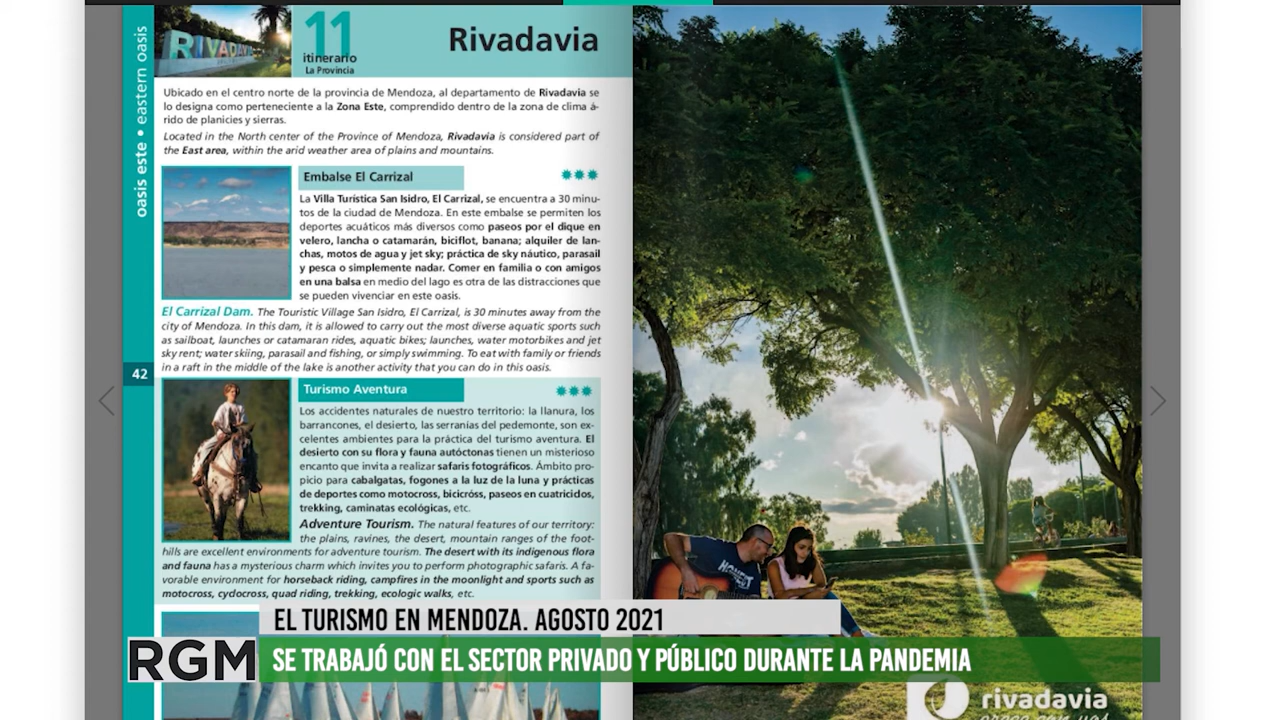 oasis este • eastern oasis
RIVADAVIA
11
itinerario
La Provincia
Rivadavia
Ubicado en el centro norte de la provincia de Mendoza, al departamento de Rivadavia se
lo designa como perteneciente a la Zona Este, comprendido dentro de la zona de clima á-
rido de planicies y sierras.
Located in the North center of the Province of Mendoza, Rivadavia is considered part of
the East area, within the arid weather area of plains and mountains.
Embalse El Carrizal
La Villa Turística San Isidro, El Carrizal, se encuentra a 30 minu-
tos de la ciudad de Mendoza. En este embalse se permiten los
deportes acuáticos más diversos como paseos por el dique en
velero, lancha o catamarán, biciflot, banana; alquiler de lan-
chas, motos de agua y jet sky; práctica de sky náutico, parasail
y pesca o simplemente nadar. Comer en familia o con amigos
en una balsa en medio del lago es otra de las distracciones que
se pueden vivenciar en este oasis.
El Carrizal Dam. The Touristic Village San Isidro, El Carrizal, is 30 minutes away from the
city of Mendoza. In this dam, it is allowed to carry out the most diverse aquatic sports such
as sailboat, launches or catamaran rides, aquatic bikes; launches, water motorbikes and jet
sky rent; water skiing, parasail and fishing, or simply swimming. To eat with family or friends
in a raft in the middle of the lake is another activity that you can do in this oasis.
42
Turismo Aventura
Los accidentes naturales de nuestro territorio: la llanura, los
barrancones, el desierto, las serranías del pedemonte, son ex-
celentes ambientes para la práctica del turismo aventura. El
desierto con su flora y fauna autóctonas tienen un misterioso
encanto que invita a realizar safaris fotográficos. Ámbito pro-
picio para cabalgatas, fogones a la luz de la luna y prácticas
de deportes como motocross, bicicróss, paseos en cuatricidos,
trekking, caminatas ecológicas, etc.
Adventure Tourism. The natural features of our territory:
the plains, ravines, the desert, mountain ranges of the foot-
hills are excellent environments for adventure tourism. The desert with its indigenous flora
and fauna has a mysterious charm which invites you to perform photographic safaris. A fa-
vorable environment for horseback riding, campfires in the moonlight and sports such as
motocross, cydocross, quad riding, trekking, ecologic walks, etc.
EL TURISMO EN MENDOZA. AGOSTO 2021
RGM
SE TRABAJÓ CON EL SECTOR PRIVADO Y PÚBLICO DURANTE LA PANDEMIA
rivadavia